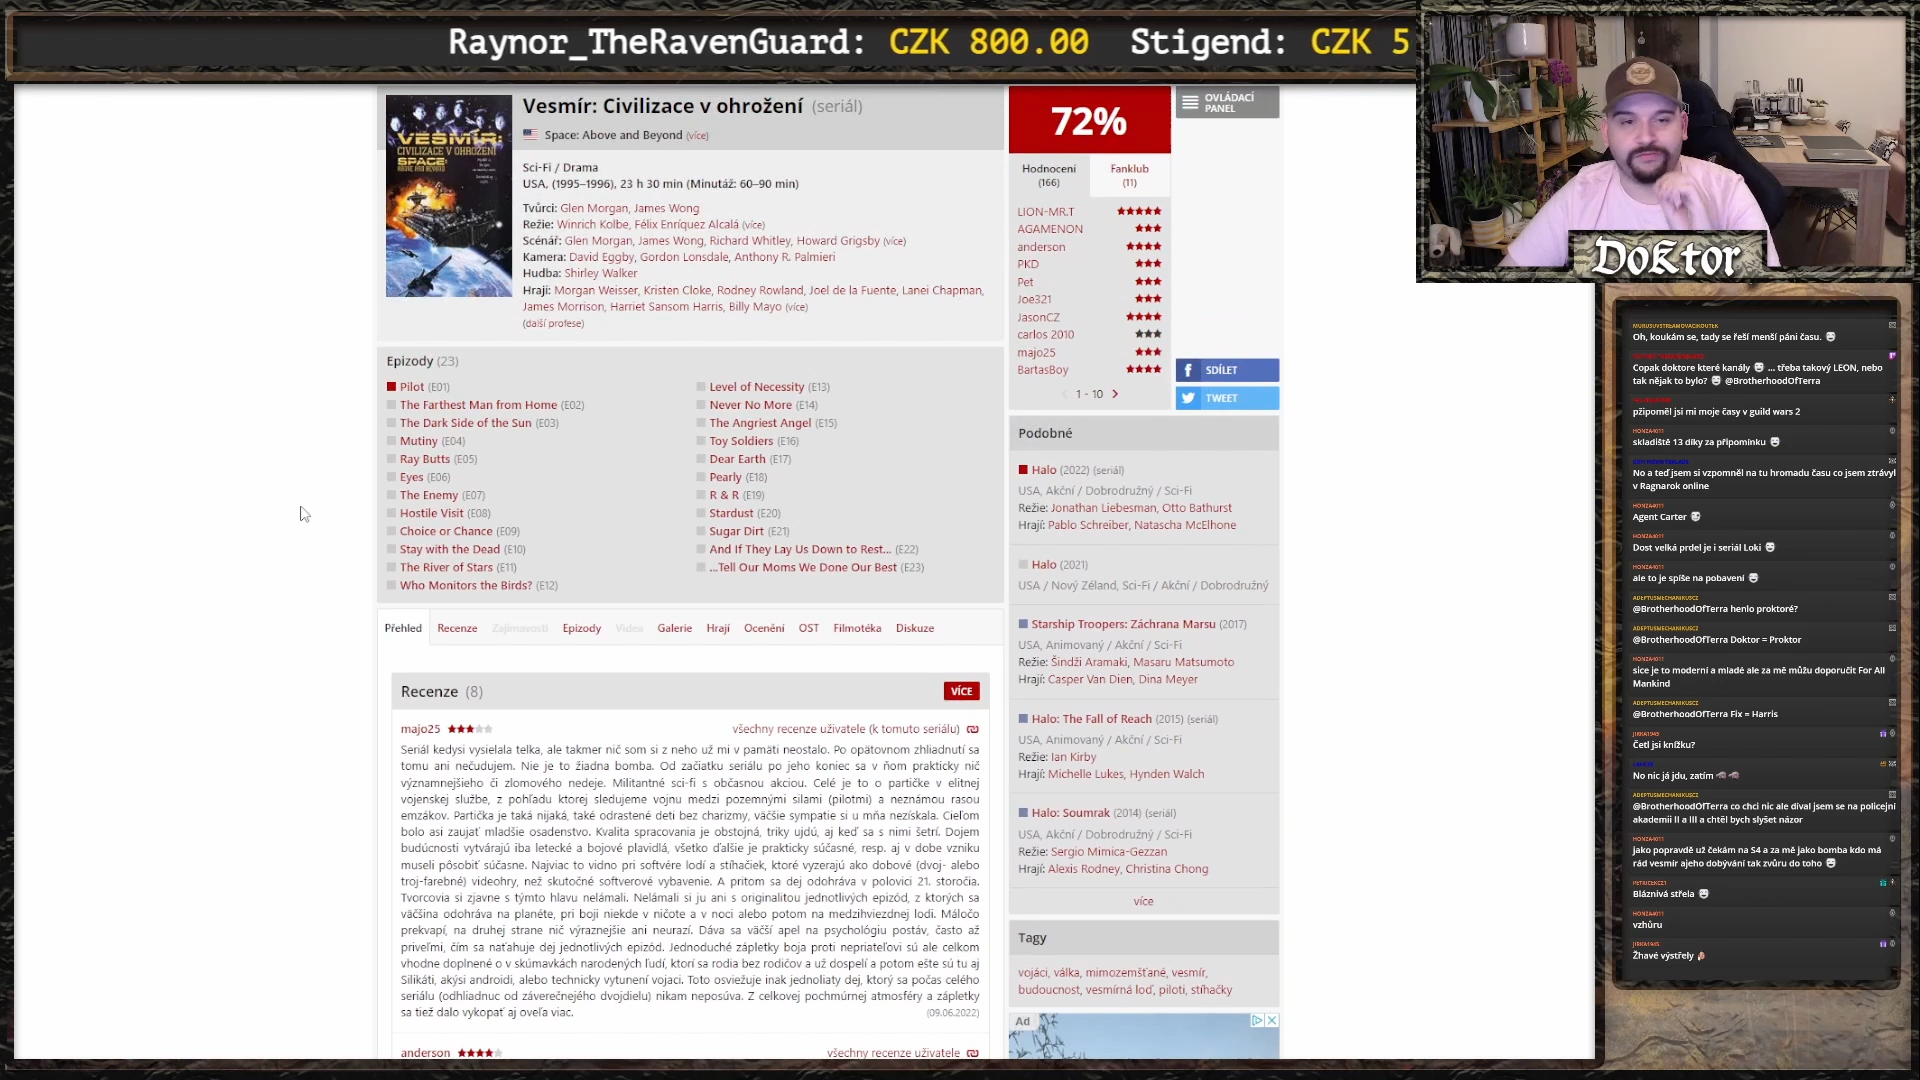 Raynor_TheRavenGuard: CZK 800.00 Stigend: CZK 5
Vesmír: Civilizace v ohrožení (seriál)
Space: Above and Beyond (více)
Sci-Fi / Drama
USA, (1995–1996), 23 h 30 min (Minutáž: 60–90 min)
Tvůrci: Glen Morgan, James Wong
Režie: Winrich Kolbe, Félix Enríquez Alcalá (více)
Scénář: Glen Morgan, James Wong, Richard Whitley, Howard Grigsby (více)
Kamera: David Eggby, Gordon Lonsdale, Anthony R. Palmieri
Hudba: Shirley Walker
Hrají: Morgan Weisser, Kristen Cloke, Rodney Rowland, Joel de la Fuente, Lanei Chapman,
James Morrison, Harriet Sansom Harris, Billy Mayo (více)
(další profese)
VESMÍR:
CIVILIZACE V OHROŽENÍ
SPACE:
ABOVE AND BEYOND
Epizody (23)
Pilot (E01)
The Farthest Man from Home (E02)
The Dark Side of the Sun (E03)
Mutiny (E04)
Ray Butts (E05)
Eyes (E06)
The Enemy (E07)
Hostile Visit (E08)
Choice or Chance (E09)
Stay with the Dead (E10)
The River of Stars (E11)
Who Monitors the Birds? (E12)
Level of Necessity (E13)
Never No More (E14)
The Angriest Angel (E15)
Toy Soldiers (E16)
Dear Earth (E17)
Pearly (E18)
R & R (E19)
Stardust (E20)
Sugar Dirt (E21)
And If They Lay Us Down to Rest... (E22)
...Tell Our Moms We Done Our Best (E23)
Přehled Recenze Zajímavosti Epizody Videa Galerie Hrají Ocenění OST Filmotéka Diskuze
Recenze (8)
VÍCE
majo25 všechny recenze uživatele (k tomuto seriálu)
Seriál kedysi vysielala telka, ale takmer nič som si z neho už mi v pamäti neostalo. Po opätovnom zhliadnutí sa
tomu ani nečudujem. Nie je to žiadna bomba. Od začiatku seriálu po jeho koniec sa v ňom prakticky nič
významnejšieho či zlomového nedeje. Militantné sci-fi s občasnou akciou. Celé je to o partičke v elitnej
vojenskej službe, z pohľadu ktorej sledujeme vojnu medzi pozemnými silami (pilotmi) a neznámou rasou
emzákov. Partička je taká nijaká, také odrastené deti bez charizmy, väčšie sympatie si u mňa nezískala. Cieľom
bolo asi zaujať mladšie osadenstvo. Kvalita spracovania je obstojná, triky ujdú, aj keď sa s nimi šetrí. Dojem
budúcnosti vytvárajú iba letecké a bojové plavidlá, všetko ďalšie je prakticky súčasné, resp. aj v dobe vzniku
museli pôsobiť súčasne. Najviac to vidno pri softvére lodí a stíhačiek, ktoré vyzerajú ako dobové (dvoj- alebo
troj-farebné) videohry, než skutočné softverové vybavenie. A pritom sa dej odohráva v polovici 21. storočia.
Tvorcovia si zjavne s týmto hlavu nelámali. Nelámali si ju ani s originalitou jednotlivých epizód, z ktorých sa
väčšina odohráva na planéte, pri boji niekde v ničote a v noci alebo potom na medzihviezdnej lodi. Máločo
prekvapí, na druhej strane nič výraznejšie ani neurazí. Dáva sa väčší apel na psychológiu postáv, často až
priveľmi, čím sa naťahuje dej jednotlivých epizód. Jednoduché zápletky boja proti nepriateľovi sú ale celkom
vhodne doplnené o v skúmavkách narodených ľudí, ktorí sa rodia bez rodičov a už dospelí a potom ešte sú tu aj
Silikáti, akýsi androidi, alebo technicky vytunení vojaci. Toto osviežuje inak jednoliaty dej, ktorý sa počas celého
seriálu (odhliadnuc od záverečného dvojdielu) nikam neposúva. Z celkovej pochmúrnej atmosféry a zápletky
sa tiež dalo vykopať aj oveľa viac. (09.06.2022)
anderson všechny recenze uživatele
72%
Hodnocení
(166)
Fanklub
(11)
LION-MR.T
AGAMENON
anderson
PKD
Pet
Joe321
JasonCZ
carlos 2010
majo25
BartasBoy
1 - 10
OVLÁDACÍ
PANEL
SDÍLET
TWEET
Podobné
Halo (2022) (seriál)
USA, Akční / Dobrodružný / Sci-Fi
Režie: Jonathan Liebesman, Otto Bathurst
Hrají: Pablo Schreiber, Natascha McElhone
Halo (2021)
USA / Nový Zéland, Sci-Fi / Akční / Dobrodružný
Starship Troopers: Záchrana Marsu (2017)
USA, Animovaný / Akční / Sci-Fi
Režie: Šindži Aramaki, Masaru Matsumoto
Hrají: Casper Van Dien, Dina Meyer
Halo: The Fall of Reach (2015) (seriál)
USA, Animovaný / Akční / Sci-Fi
Režie: Ian Kirby
Hrají: Michelle Lukes, Hynden Walch
Halo: Soumrak (2014) (seriál)
USA, Akční / Dobrodružný / Sci-Fi
Režie: Sergio Mimica-Gezzan
Hrají: Alexis Rodney, Christina Chong
více
Tagy
vojáci, válka, mimozemšťané, vesmír,
budoucnost, vesmírná loď, piloti, stíhačky
Ad
Doktor
Oh, koukám se, tady se řeší menší páni času.
Copak doktore které kanály ... třeba takový LEON, nebo
tak nějak to bylo? @BrotherhoodOfTerra
pžipoměl jsi mi moje časy v guild wars 2
HONZA4011
skladiště 13 díky za připomínku
No a teď jsem si vzpomněl na tu hromadu času co jsem ztrávyl
v Ragnarok online
HONZA4011
Agent Carter
HONZA4011
Dost velká prdel je i seriál Loki
HONZA4011
ale to je spíše na pobavení
ADEPTUSMECHANIKUSCZ
@BrotherhoodOfTerra henlo proktoré?
ADEPTUSMECHANIKUSCZ
@BrotherhoodOfTerra Doktor = Proktor
HONZA4011
sice je to moderní a mladé ale za mě můžu doporučit For All
Mankind
ADEPTUSMECHANIKUSCZ
@BrotherhoodOfTerra Fix = Harris
JIRKA1945
Četl jsi knížku?
No nic já jdu, zatím
ADEPTUSMECHANIKUSCZ
@BrotherhoodOfTerra co chci nic ale díval jsem se na policejní
akademii II a III a chtěl bych slyšet názor
HONZA4011
jako popravdě už čekám na S4 a za mě jako bomba kdo má
rád vesmír ajeho dobývání tak zvůru do toho
Bláznivá střela
HONZA4011
vzhůru
JIRKA1945
Žhavé výstřely